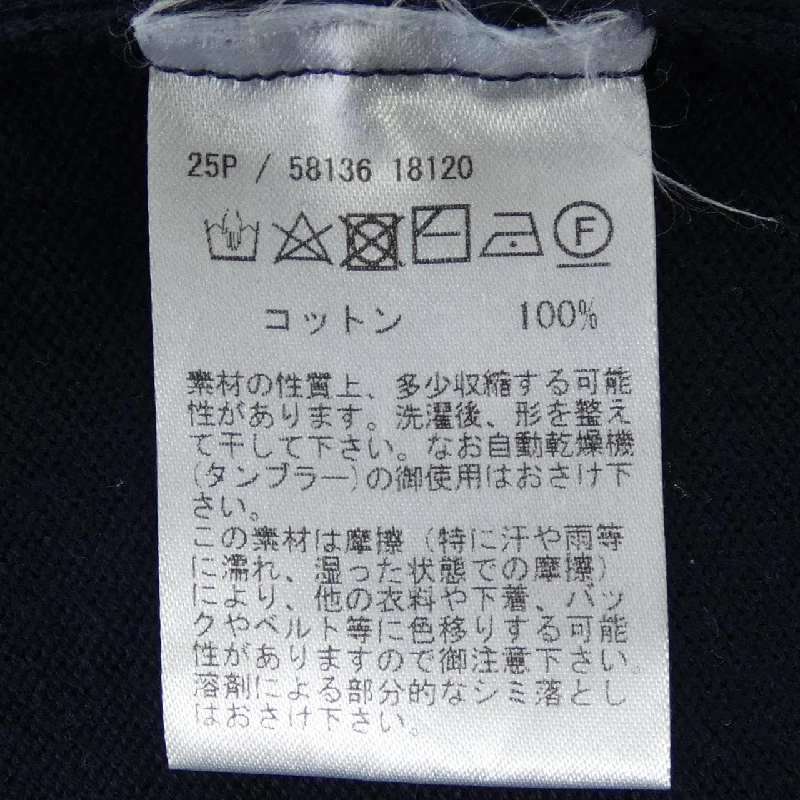 25P / 58136 18120
F
コットン 100%
素材の性質上、多少収縮する可能
性があります。洗濯後、形を整え
て干して下さい。なお自動乾燥機
(タンブラー)の御使用はおさけ下
さい。
この素材は摩擦（特に汗や雨等
に濡れ、湿った状態での摩擦）
により、他の衣料や下着、バッ
クやベルト等に色移りする可能
性がありますので御注意下さい。
溶剤による部分的なシミ落とし
はおさけ下さい。